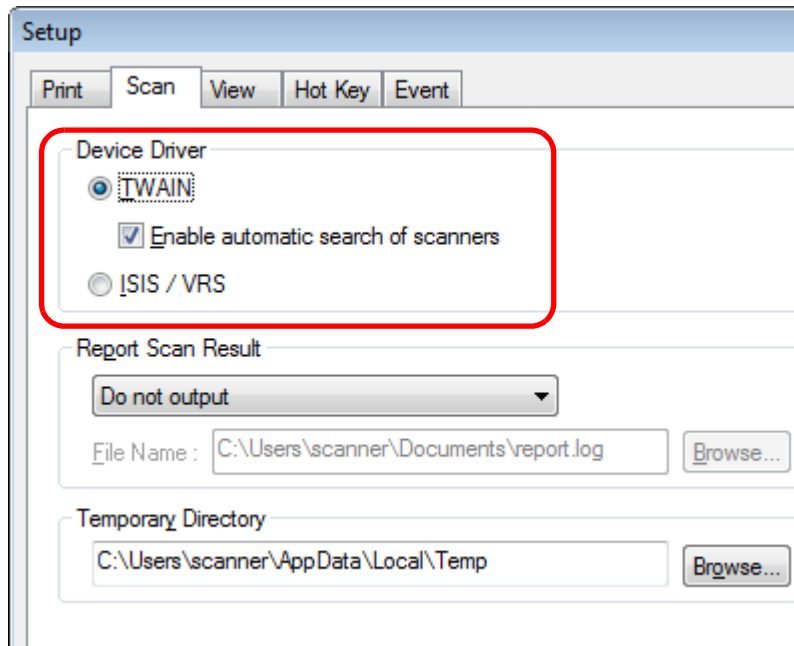 Setup
Print Scan View Hot Key Event
Device Driver
TWAIN
Enable automatic search of scanners
ISIS / VRS
Report Scan Result
Do not output
File Name : C:\Users\scanner\Documents\report.log Browse...
Temporary Directory
C:\Users\scanner\AppData\Local\Temp Browse...